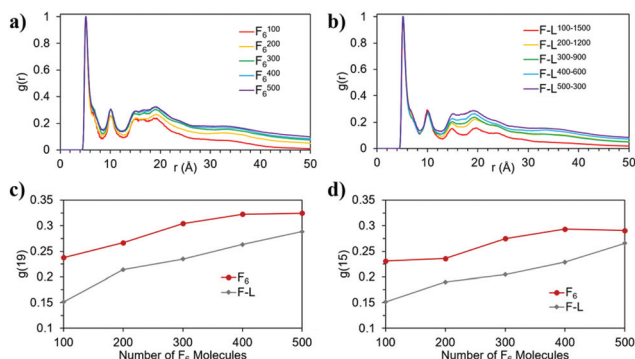 a)
g(r)
1
0.8
0.6
0.4
0.2
0
F₆¹⁰⁰
F₆²⁰⁰
F₆³⁰⁰
F₆⁴⁰⁰
F₆⁵⁰⁰
0 10 20 30 40 50
r (Å)
b)
g(r)
1
0.8
0.6
0.4
0.2
0
F-L¹⁰⁰⁻¹⁵⁰⁰
F-L²⁰⁰⁻¹²⁰⁰
F-L³⁰⁰⁻⁹⁰⁰
F-L⁴⁰⁰⁻⁶⁰⁰
F-L⁵⁰⁰⁻³⁰⁰
0 10 20 30 40 50
r (Å)
c)
g(19)
0.35
0.3
0.25
0.2
0.15
0.1
F₆
F-L
100 200 300 400 500
Number of F₆ Molecules
d)
g(15)
0.35
0.3
0.25
0.2
0.15
0.1
F₆
F-L
100 200 300 400 500
Number of F₆ Molecules